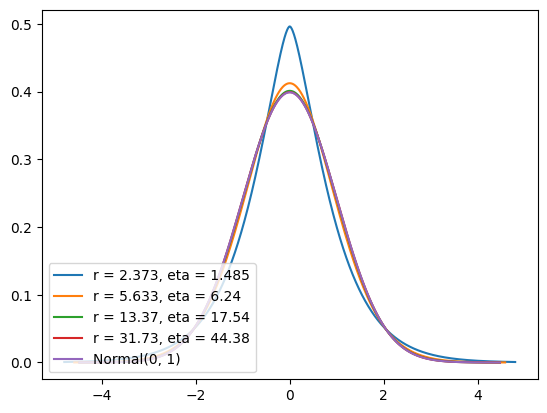 0.5
0.4
0.3
0.2
0.1
0.0
r = 2.373, eta = 1.485
r = 5.633, eta = 6.24
r = 13.37, eta = 17.54
r = 31.73, eta = 44.38
Normal(0, 1)
−4 −2 0 2 4